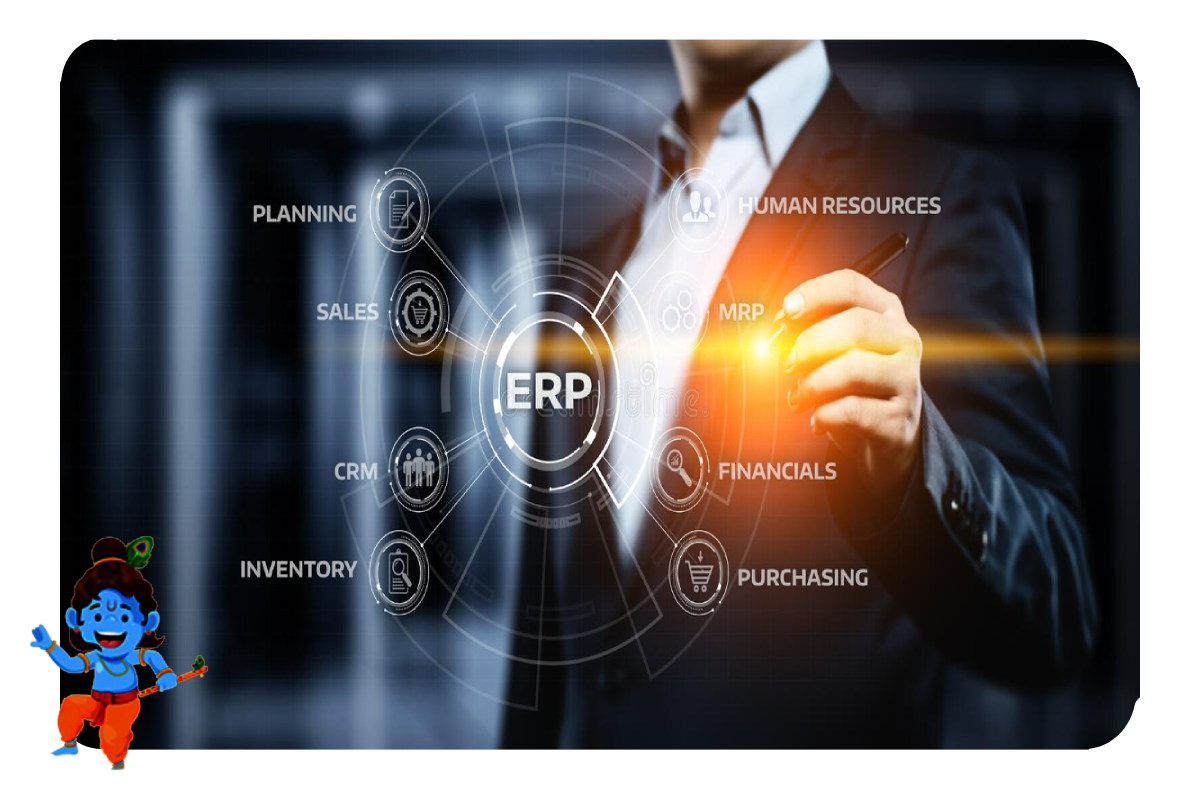 PLANNING
HUMAN RESOURCES
SALES
MRP
ERP
CRM
FINANCIALS
INVENTORY
PURCHASING